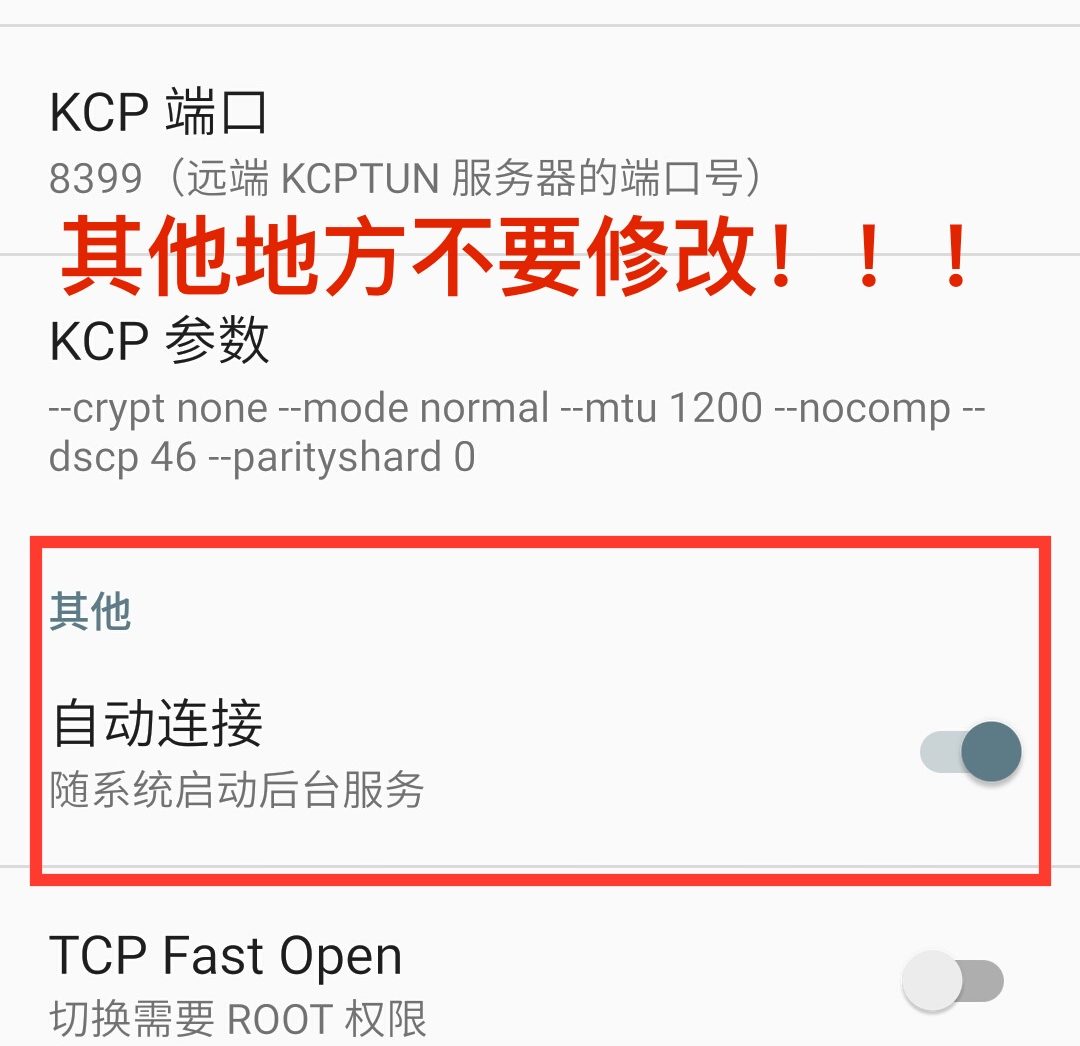 KCP 端口
8399（远端 KCPTUN 服务器的端口号）
其他地方不要修改！！！
KCP 参数
--crypt none --mode normal --mtu 1200 --nocomp --
dscp 46 --parityshard 0
其他
自动连接
随系统启动后台服务
TCP Fast Open
切换需要 ROOT 权限